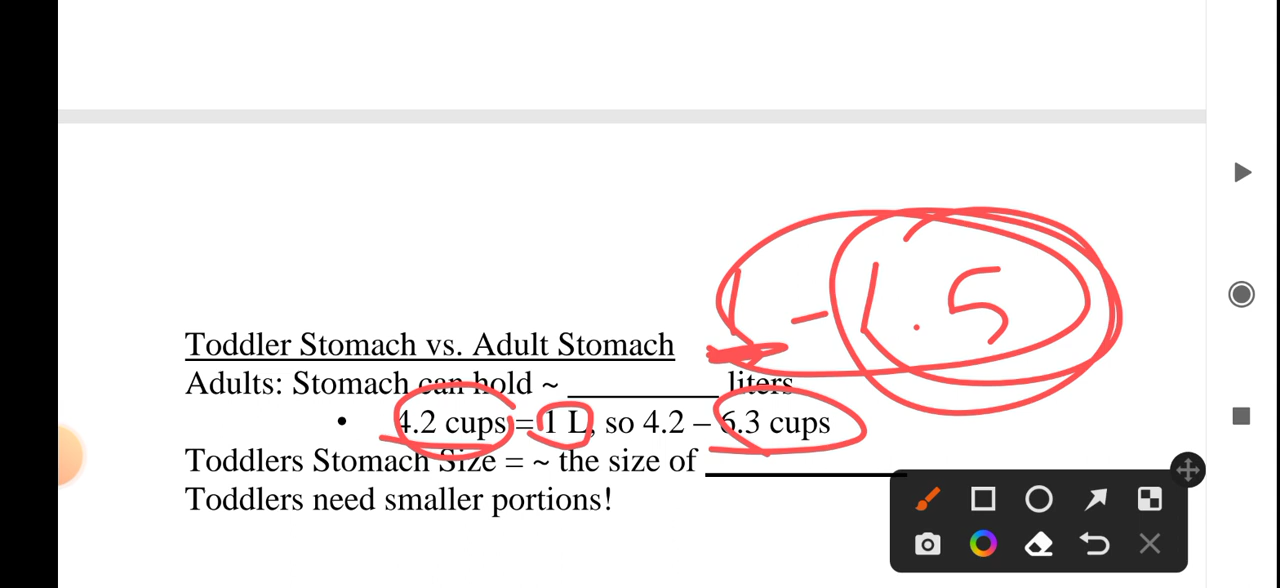 1 - 1.5
Toddler Stomach vs. Adult Stomach
Adults: Stomach can hold ~ __________ liters
• 4.2 cups = 1 L, so 4.2 – 6.3 cups
Toddlers Stomach Size = ~ the size of ______________
Toddlers need smaller portions!